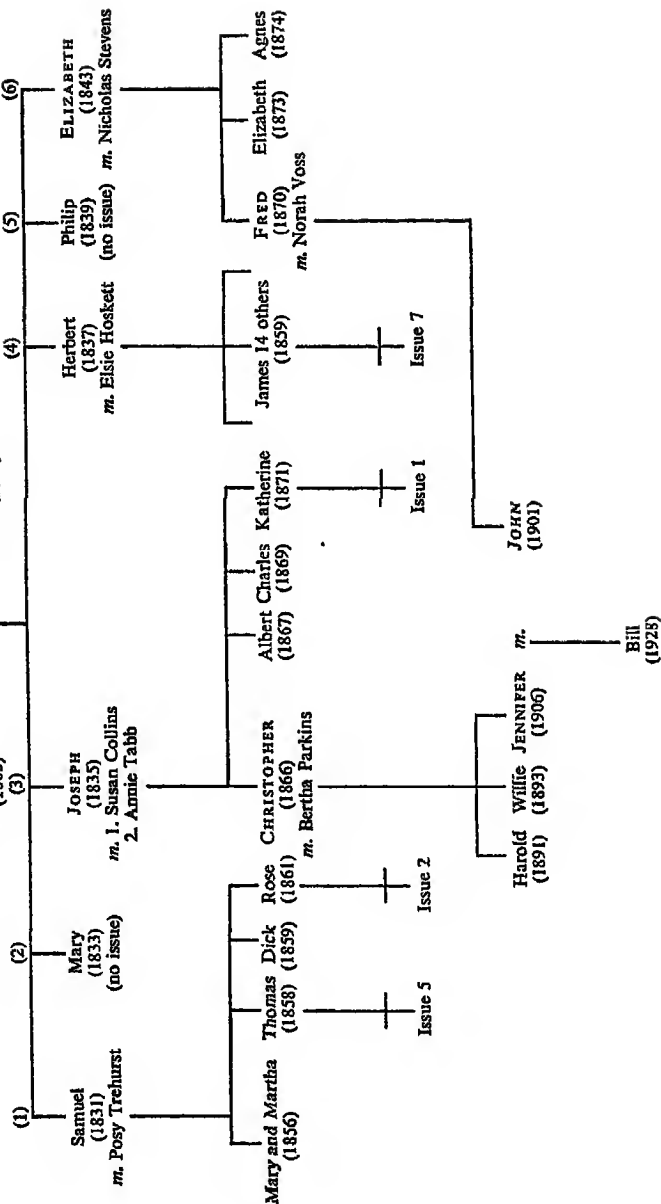 (1)
(2)
(3)
(4)
(5)
(6)
Samuel
(1831)
m. Posy Trehurst
Mary
(1833)
(no issue)
JOSEPH
(1835)
m. 1. Susan Collins
2. Annie Tabb
Herbert
(1837)
m. Elsie Hoskett
Philip
(1839)
(no issue)
ELIZABETH
(1843)
m. Nicholas Stevens
Mary and Martha
(1856)
Thomas
(1858)
Dick
(1859)
Rose
(1861)
CHRISTOPHER
(1866)
m. Bertha Parkins
Albert
(1867)
Charles
(1869)
Katherine
(1871)
James 14 others
(1859)
FRED
(1870)
m. Norah Voss
Elizabeth
(1873)
Agnes
(1874)
Issue 5
Issue 2
Issue 1
Issue 7
Harold
(1891)
Willie
(1893)
JENNIFER
(1906)
m.
JOHN
(1901)
Bill
(1928)